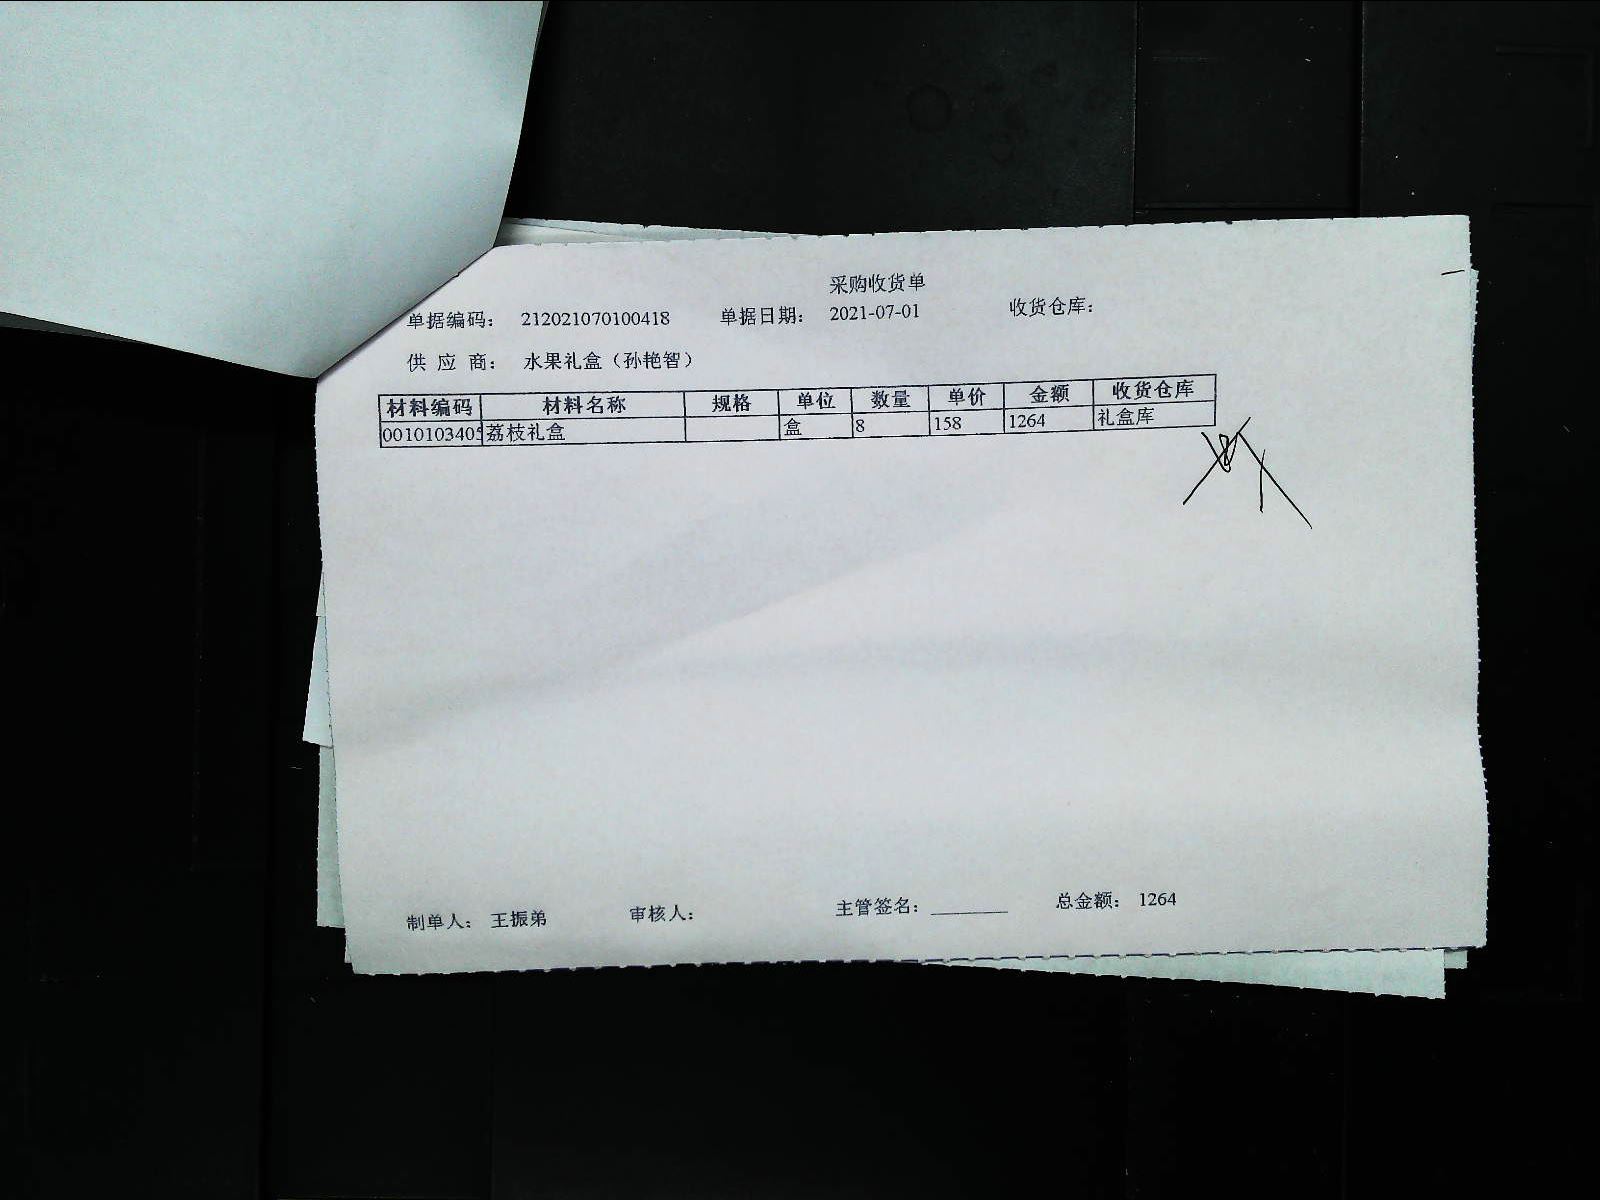 采购收货单
单据编码： 212021070100418 单据日期： 2021-07-01 收货仓库：
供 应 商： 水果礼盒（孙艳智）
材料编码 材料名称 规格 单位 数量 单价 金额 收货仓库
0010103405 荔枝礼盒 盒 8 158 1264 礼盒库
制单人： 王振弟 审核人： 主管签名： ________ 总金额： 1264